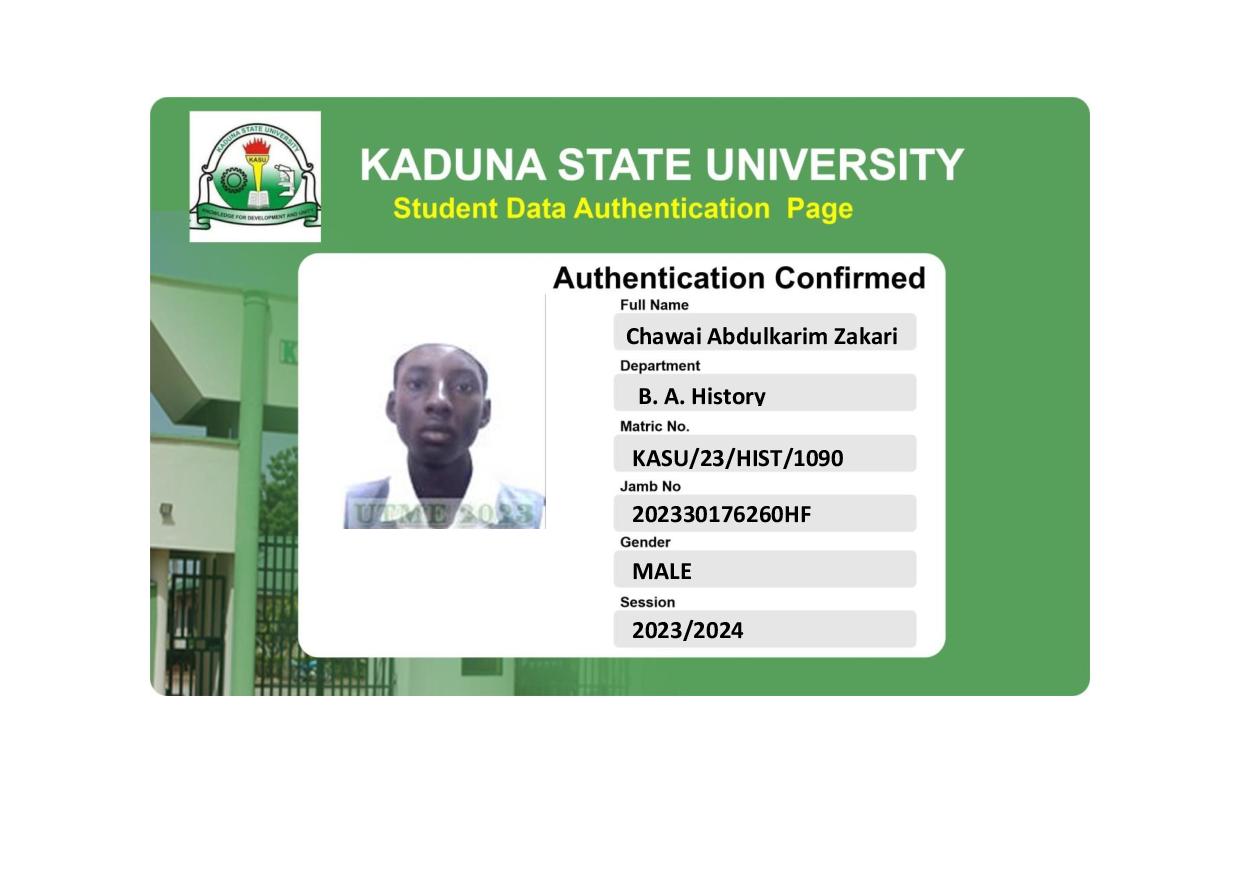 KADUNA STATE UNIVERSITY
KASU
KNOWLEDGE FOR DEVELOPMENT AND UNITY
KADUNA STATE UNIVERSITY
Student Data Authentication Page
Authentication Confirmed
Full Name
Chawai Abdulkarim Zakari
Department
B. A. History
Matric No.
KASU/23/HIST/1090
Jamb No
202330176260HF
Gender
MALE
Session
2023/2024
UTME 2023
K